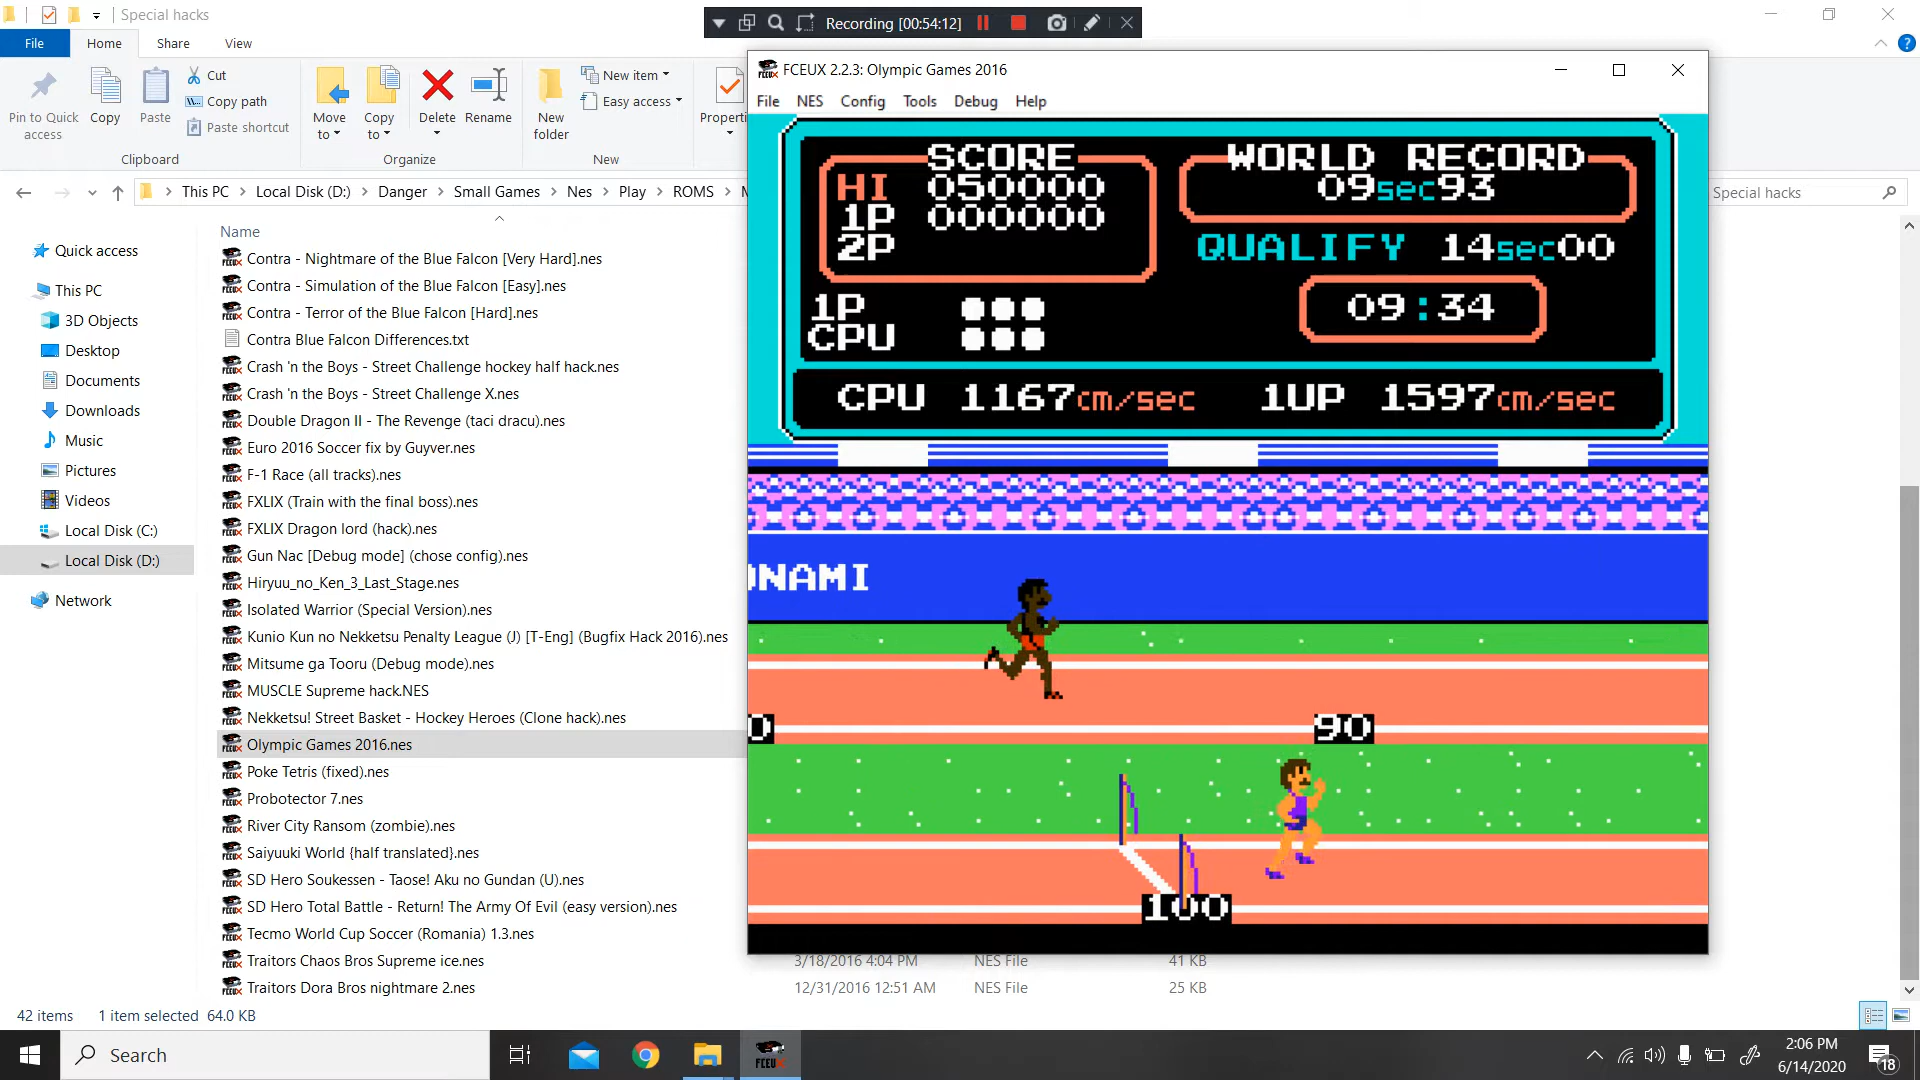 Special hacks
Recording [00:54:12]
File Home Share View
Pin to Quick access
Copy
Paste
Cut
Copy path
Paste shortcut
Clipboard
Move to
Copy to
Delete
Rename
Organize
New folder
New item
Easy access
New
Properti
This PC > Local Disk (D:) > Danger > Small Games > Nes > Play > ROMS >
Special hacks
Quick access
This PC
3D Objects
Desktop
Documents
Downloads
Music
Pictures
Videos
Local Disk (C:)
Local Disk (D:)
Network
Name
Contra - Nightmare of the Blue Falcon [Very Hard].nes
Contra - Simulation of the Blue Falcon [Easy].nes
Contra - Terror of the Blue Falcon [Hard].nes
Contra Blue Falcon Differences.txt
Crash 'n the Boys - Street Challenge hockey half hack.nes
Crash 'n the Boys - Street Challenge X.nes
Double Dragon II - The Revenge (taci dracu).nes
Euro 2016 Soccer fix by Guyver.nes
F-1 Race (all tracks).nes
FXLIX (Train with the final boss).nes
FXLIX Dragon lord (hack).nes
Gun Nac [Debug mode] (chose config).nes
Hiryuu_no_Ken_3_Last_Stage.nes
Isolated Warrior (Special Version).nes
Kunio Kun no Nekketsu Penalty League (J) [T-Eng] (Bugfix Hack 2016).nes
Mitsume ga Tooru (Debug mode).nes
MUSCLE Supreme hack.NES
Nekketsu! Street Basket - Hockey Heroes (Clone hack).nes
Olympic Games 2016.nes
Poke Tetris (fixed).nes
Probotector 7.nes
River City Ransom (zombie).nes
Saiyuuki World {half translated}.nes
SD Hero Soukessen - Taose! Aku no Gundan (U).nes
SD Hero Total Battle - Return! The Army Of Evil (easy version).nes
Tecmo World Cup Soccer (Romania) 1.3.nes
Traitors Chaos Bros Supreme ice.nes 3/18/2016 4:04 PM NES File 41 KB
Traitors Dora Bros nightmare 2.nes 12/31/2016 12:51 AM NES File 25 KB
42 items 1 item selected 64.0 KB
FCEUX 2.2.3: Olympic Games 2016
File NES Config Tools Debug Help
SCORE
HI 050000
1P 000000
2P
WORLD RECORD
09sec93
QUALIFY 14sec00
1P
CPU
09:34
CPU 1167cm/sec 1UP 1597cm/sec
ONAMI
0
90
100
Search
FCEUX
2:06 PM
6/14/2020
18